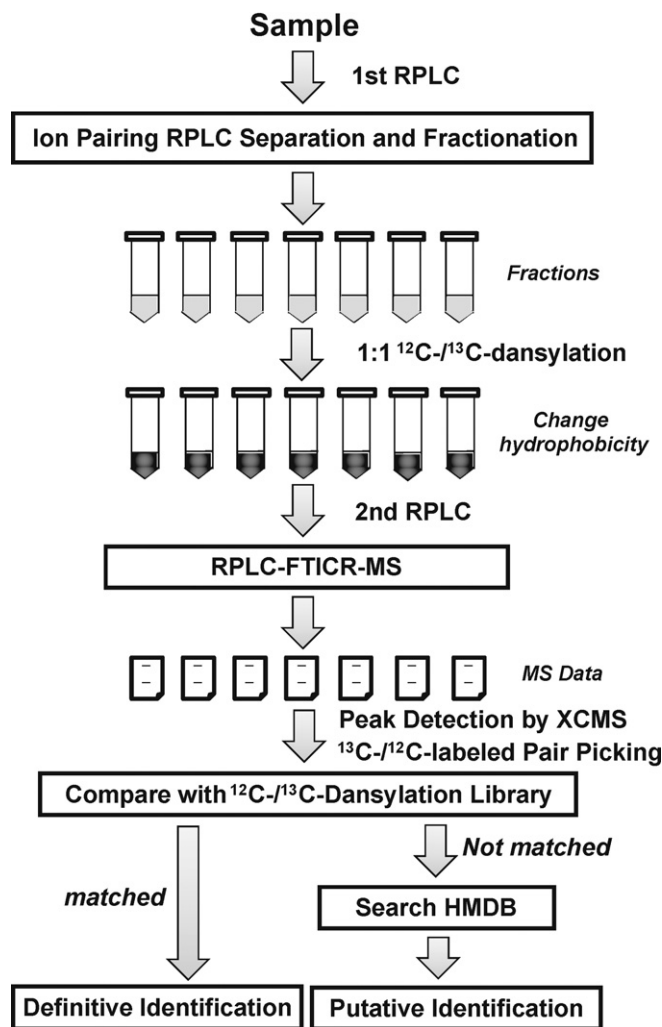 Sample
1st RPLC
Ion Pairing RPLC Separation and Fractionation
Fractions
1:1 ¹²C-/¹³C-dansylation
Change
hydrophobicity
2nd RPLC
RPLC-FTICR-MS
MS Data
Peak Detection by XCMS
¹³C-/¹²C-labeled Pair Picking
Compare with ¹²C-/¹³C-Dansylation Library
matched
Not matched
Search HMDB
Definitive Identification
Putative Identification